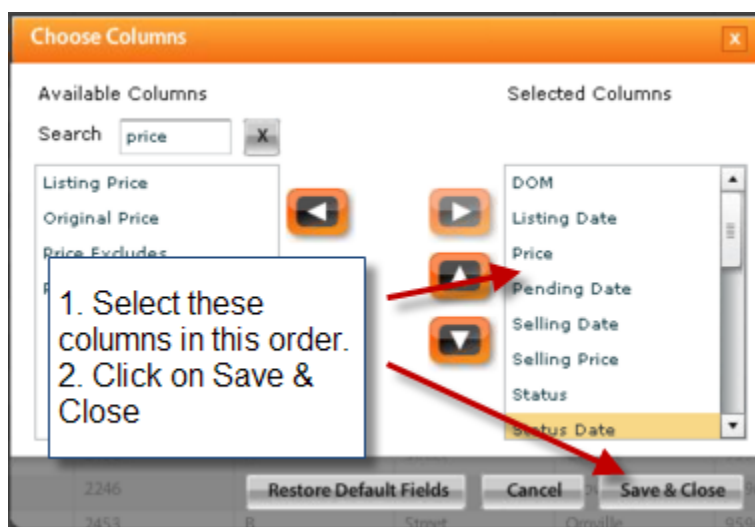 Choose Columns
X
Available Columns
Selected Columns
Search
price
X
Listing Price
Original Price
Price Excludes
DOM
Listing Date
Price
Pending Date
Selling Date
Selling Price
Status
Status Date
1. Select these
columns in this order.
2. Click on Save &
Close
2246
Restore Default Fields
Cancel
Save & Close
2453
B
Street
Oroville